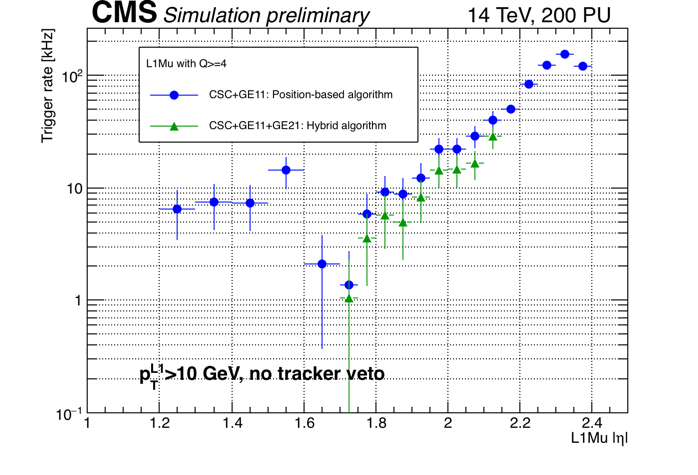 CMS Simulation preliminary 14 TeV, 200 PU
Trigger rate [kHz]
L1Mu with Q>=4
CSC+GE11: Position-based algorithm
CSC+GE11+GE21: Hybrid algorithm
10²
10
1
10⁻¹
p_T^L1>10 GeV, no tracker veto
1 1.2 1.4 1.6 1.8 2 2.2 2.4
L1Mu |η|